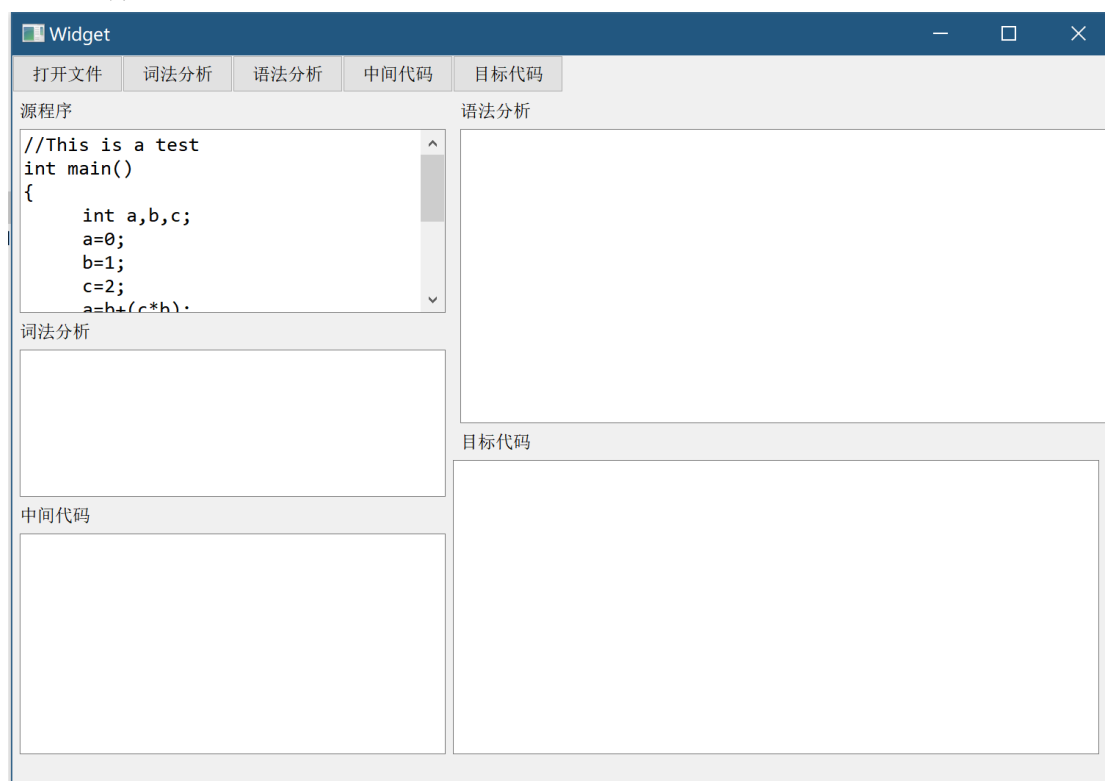 Widget
打开文件 词法分析 语法分析 中间代码 目标代码
源程序
//This is a test
int main()
{
int a,b,c;
a=0;
b=1;
c=2;
a=b+(c*b);
词法分析
中间代码
语法分析
目标代码